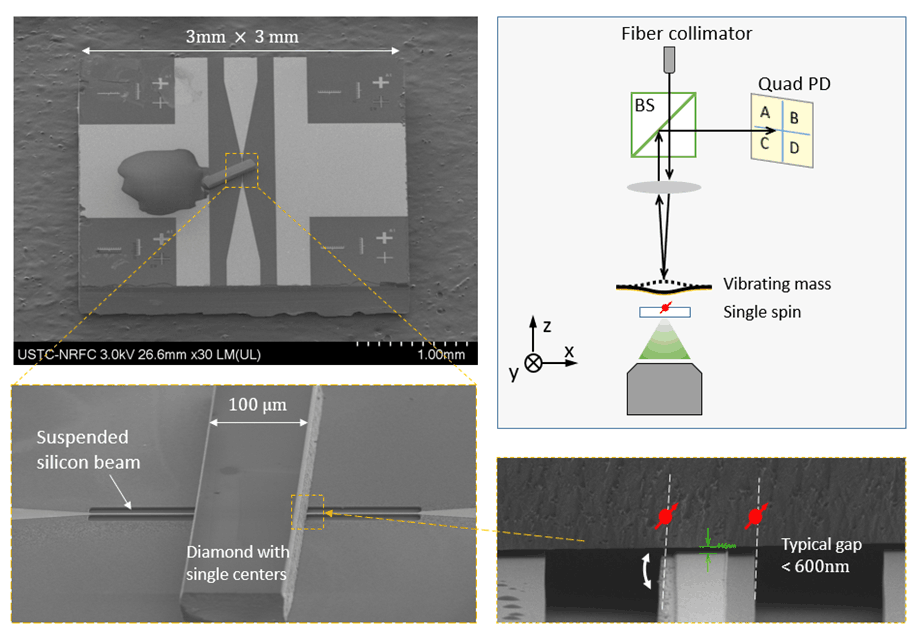 3mm × 3 mm
USTC-NRFC 3.0kV 26.6mm x30 LM(UL)
1.00mm
Fiber collimator
Quad PD
BS
A
B
C
D
Vibrating mass
Single spin
z
x
y
100 μm
Suspended
silicon beam
Diamond with
single centers
Typical gap
< 600nm